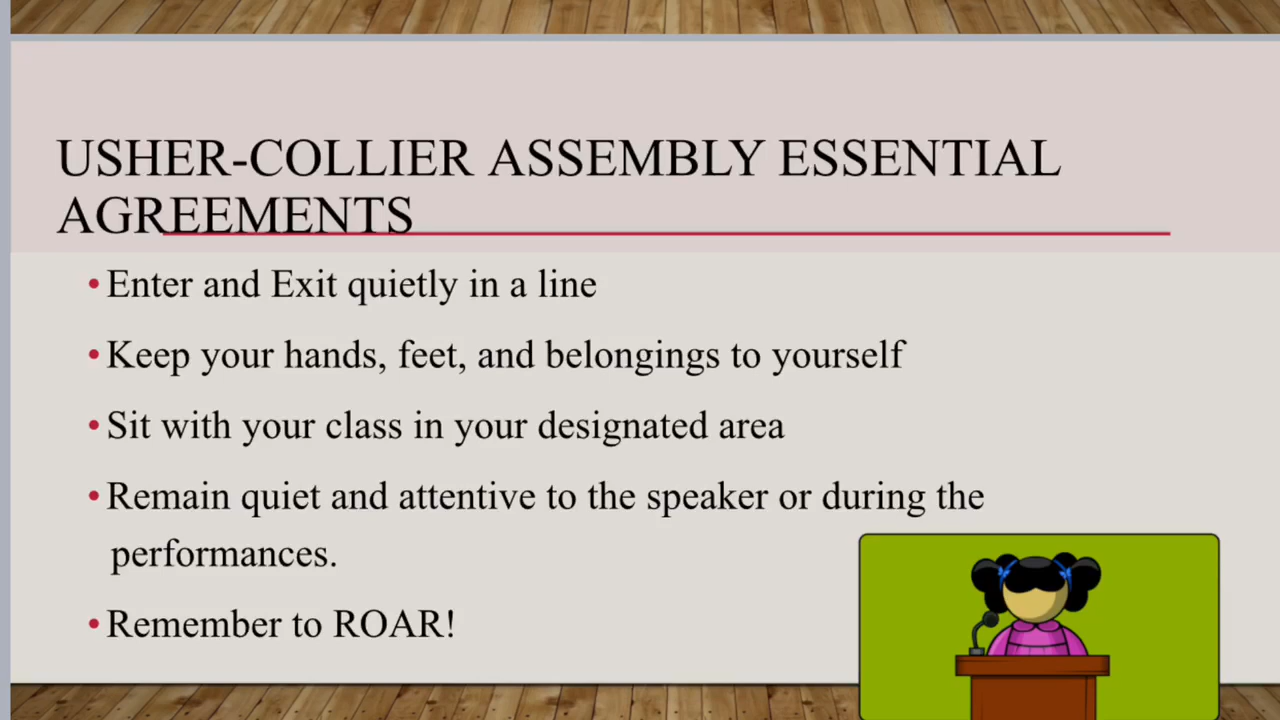 USHER-COLLIER ASSEMBLY ESSENTIAL
AGREEMENTS
•Enter and Exit quietly in a line
•Keep your hands, feet, and belongings to yourself
•Sit with your class in your designated area
•Remain quiet and attentive to the speaker or during the
performances.
•Remember to ROAR!